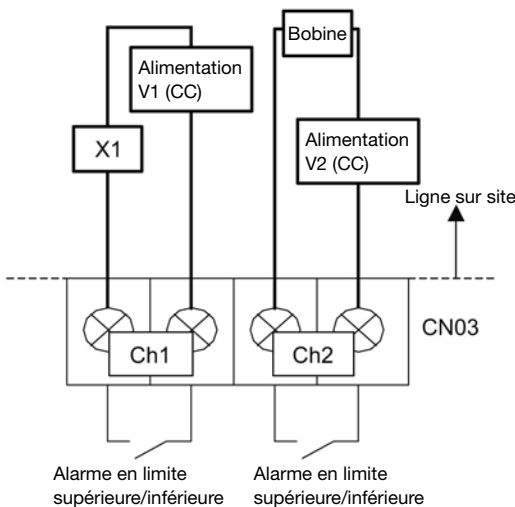 Bobine
Alimentation
V1 (CC)
X1
Alimentation
V2 (CC)
Ligne sur site
CN03
Ch1
Ch2
Alarme en limite
supérieure/inférieure
Alarme en limite
supérieure/inférieure